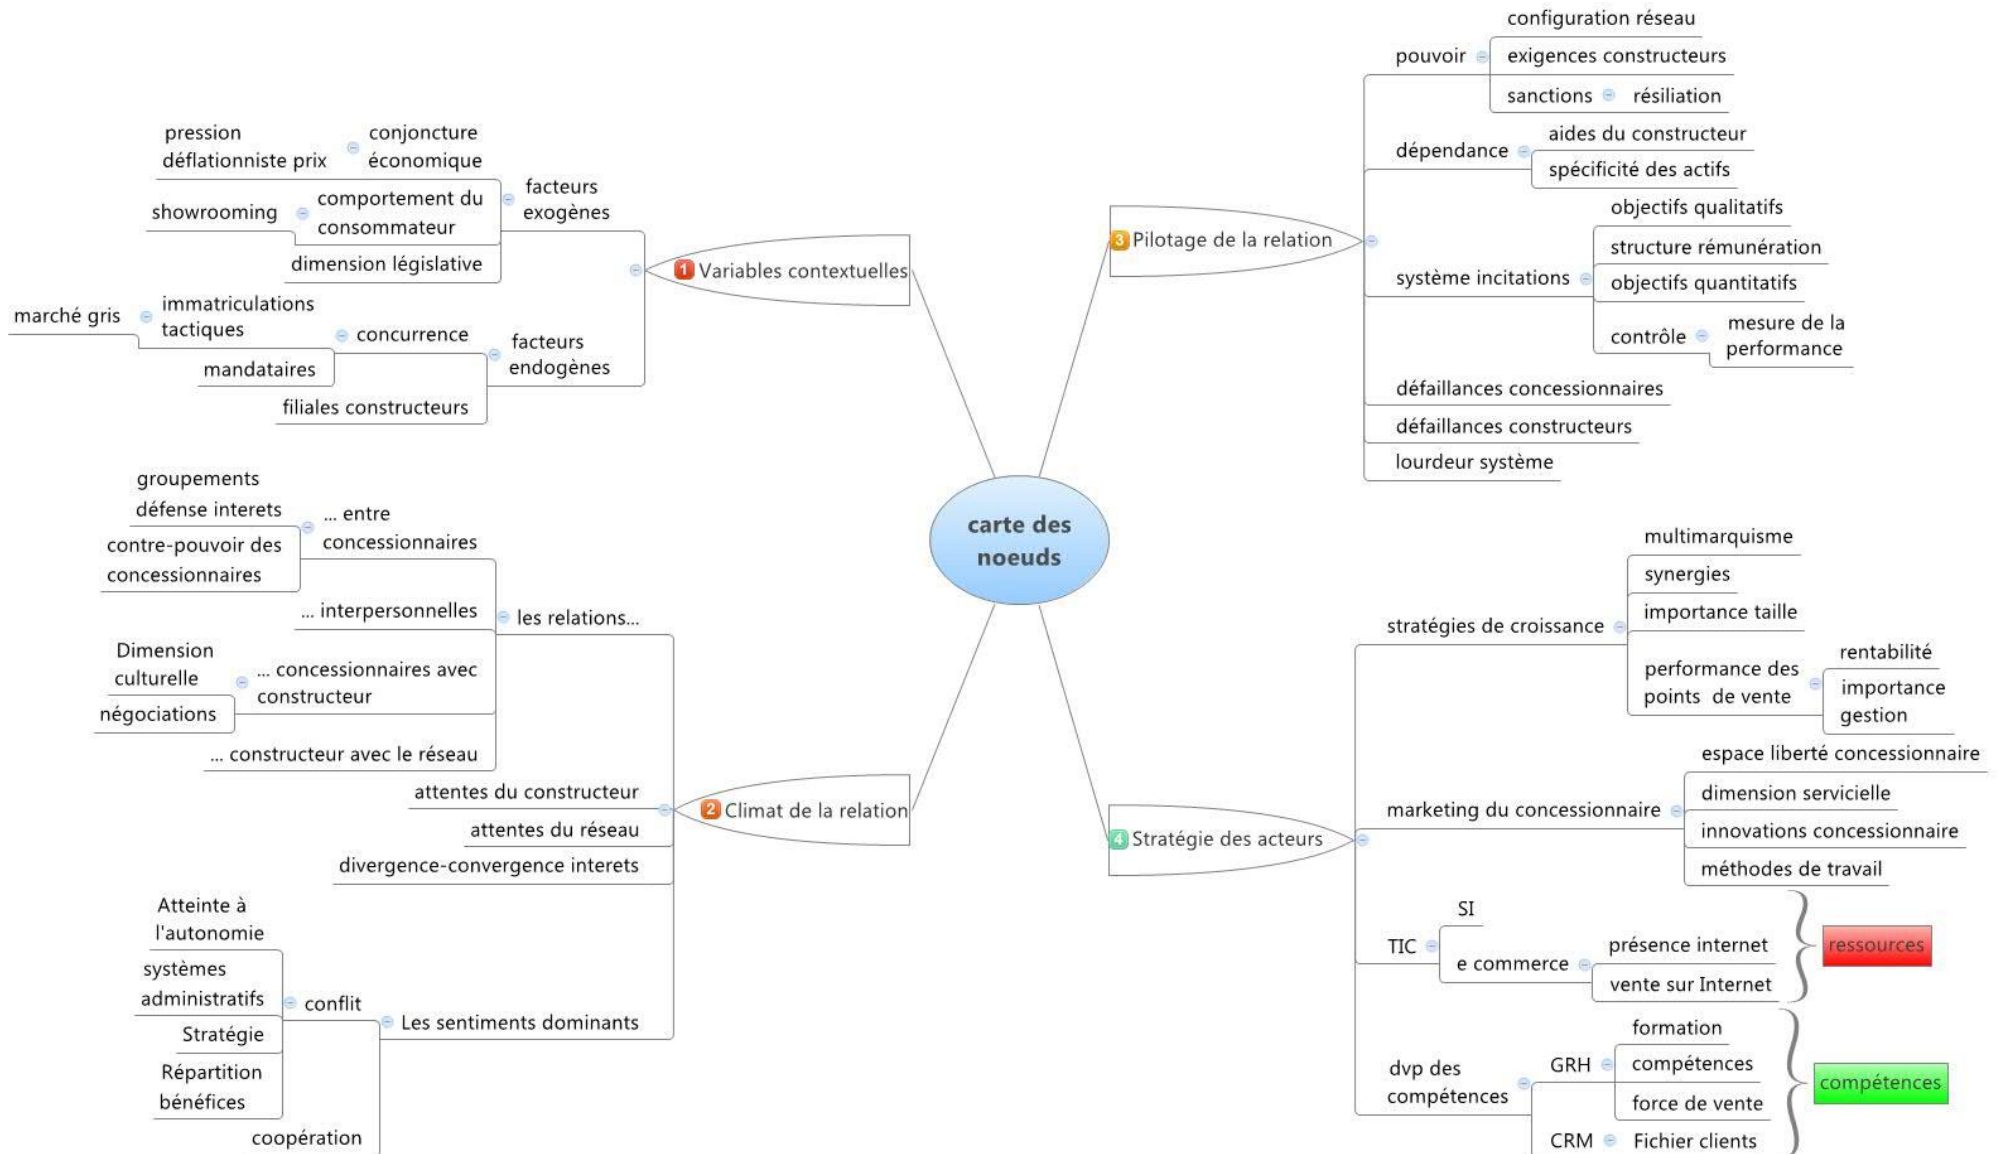 carte des
noeuds
1 Variables contextuelles
facteurs
exogènes
conjoncture
économique
pression
déflationniste prix
comportement du
consommateur
showrooming
dimension législative
facteurs
endogènes
concurrence
immatriculations
tactiques
marché gris
mandataires
filiales constructeurs
2 Climat de la relation
les relations...
... entre
concessionnaires
groupements
défense interets
contre-pouvoir des
concessionnaires
... interpersonnelles
... concessionnaires avec
constructeur
Dimension
culturelle
négociations
... constructeur avec le réseau
attentes du constructeur
attentes du réseau
divergence-convergence interets
Les sentiments dominants
conflit
Atteinte à
l'autonomie
systèmes
administratifs
Stratégie
Répartition
bénéfices
coopération
3 Pilotage de la relation
pouvoir
configuration réseau
exigences constructeurs
sanctions
résiliation
dépendance
aides du constructeur
spécificité des actifs
système incitations
objectifs qualitatifs
structure rémunération
objectifs quantitatifs
contrôle
mesure de la
performance
défaillances concessionnaires
défaillances constructeurs
lourdeur système
4 Stratégie des acteurs
stratégies de croissance
multimarquisme
synergies
importance taille
performance des
points de vente
rentabilité
importance
gestion
marketing du concessionnaire
espace liberté concessionnaire
dimension servicielle
innovations concessionnaire
méthodes de travail
TIC
SI
e commerce
présence internet
vente sur Internet
ressources
dvp des
compétences
GRH
formation
compétences
force de vente
CRM
Fichier clients
compétences